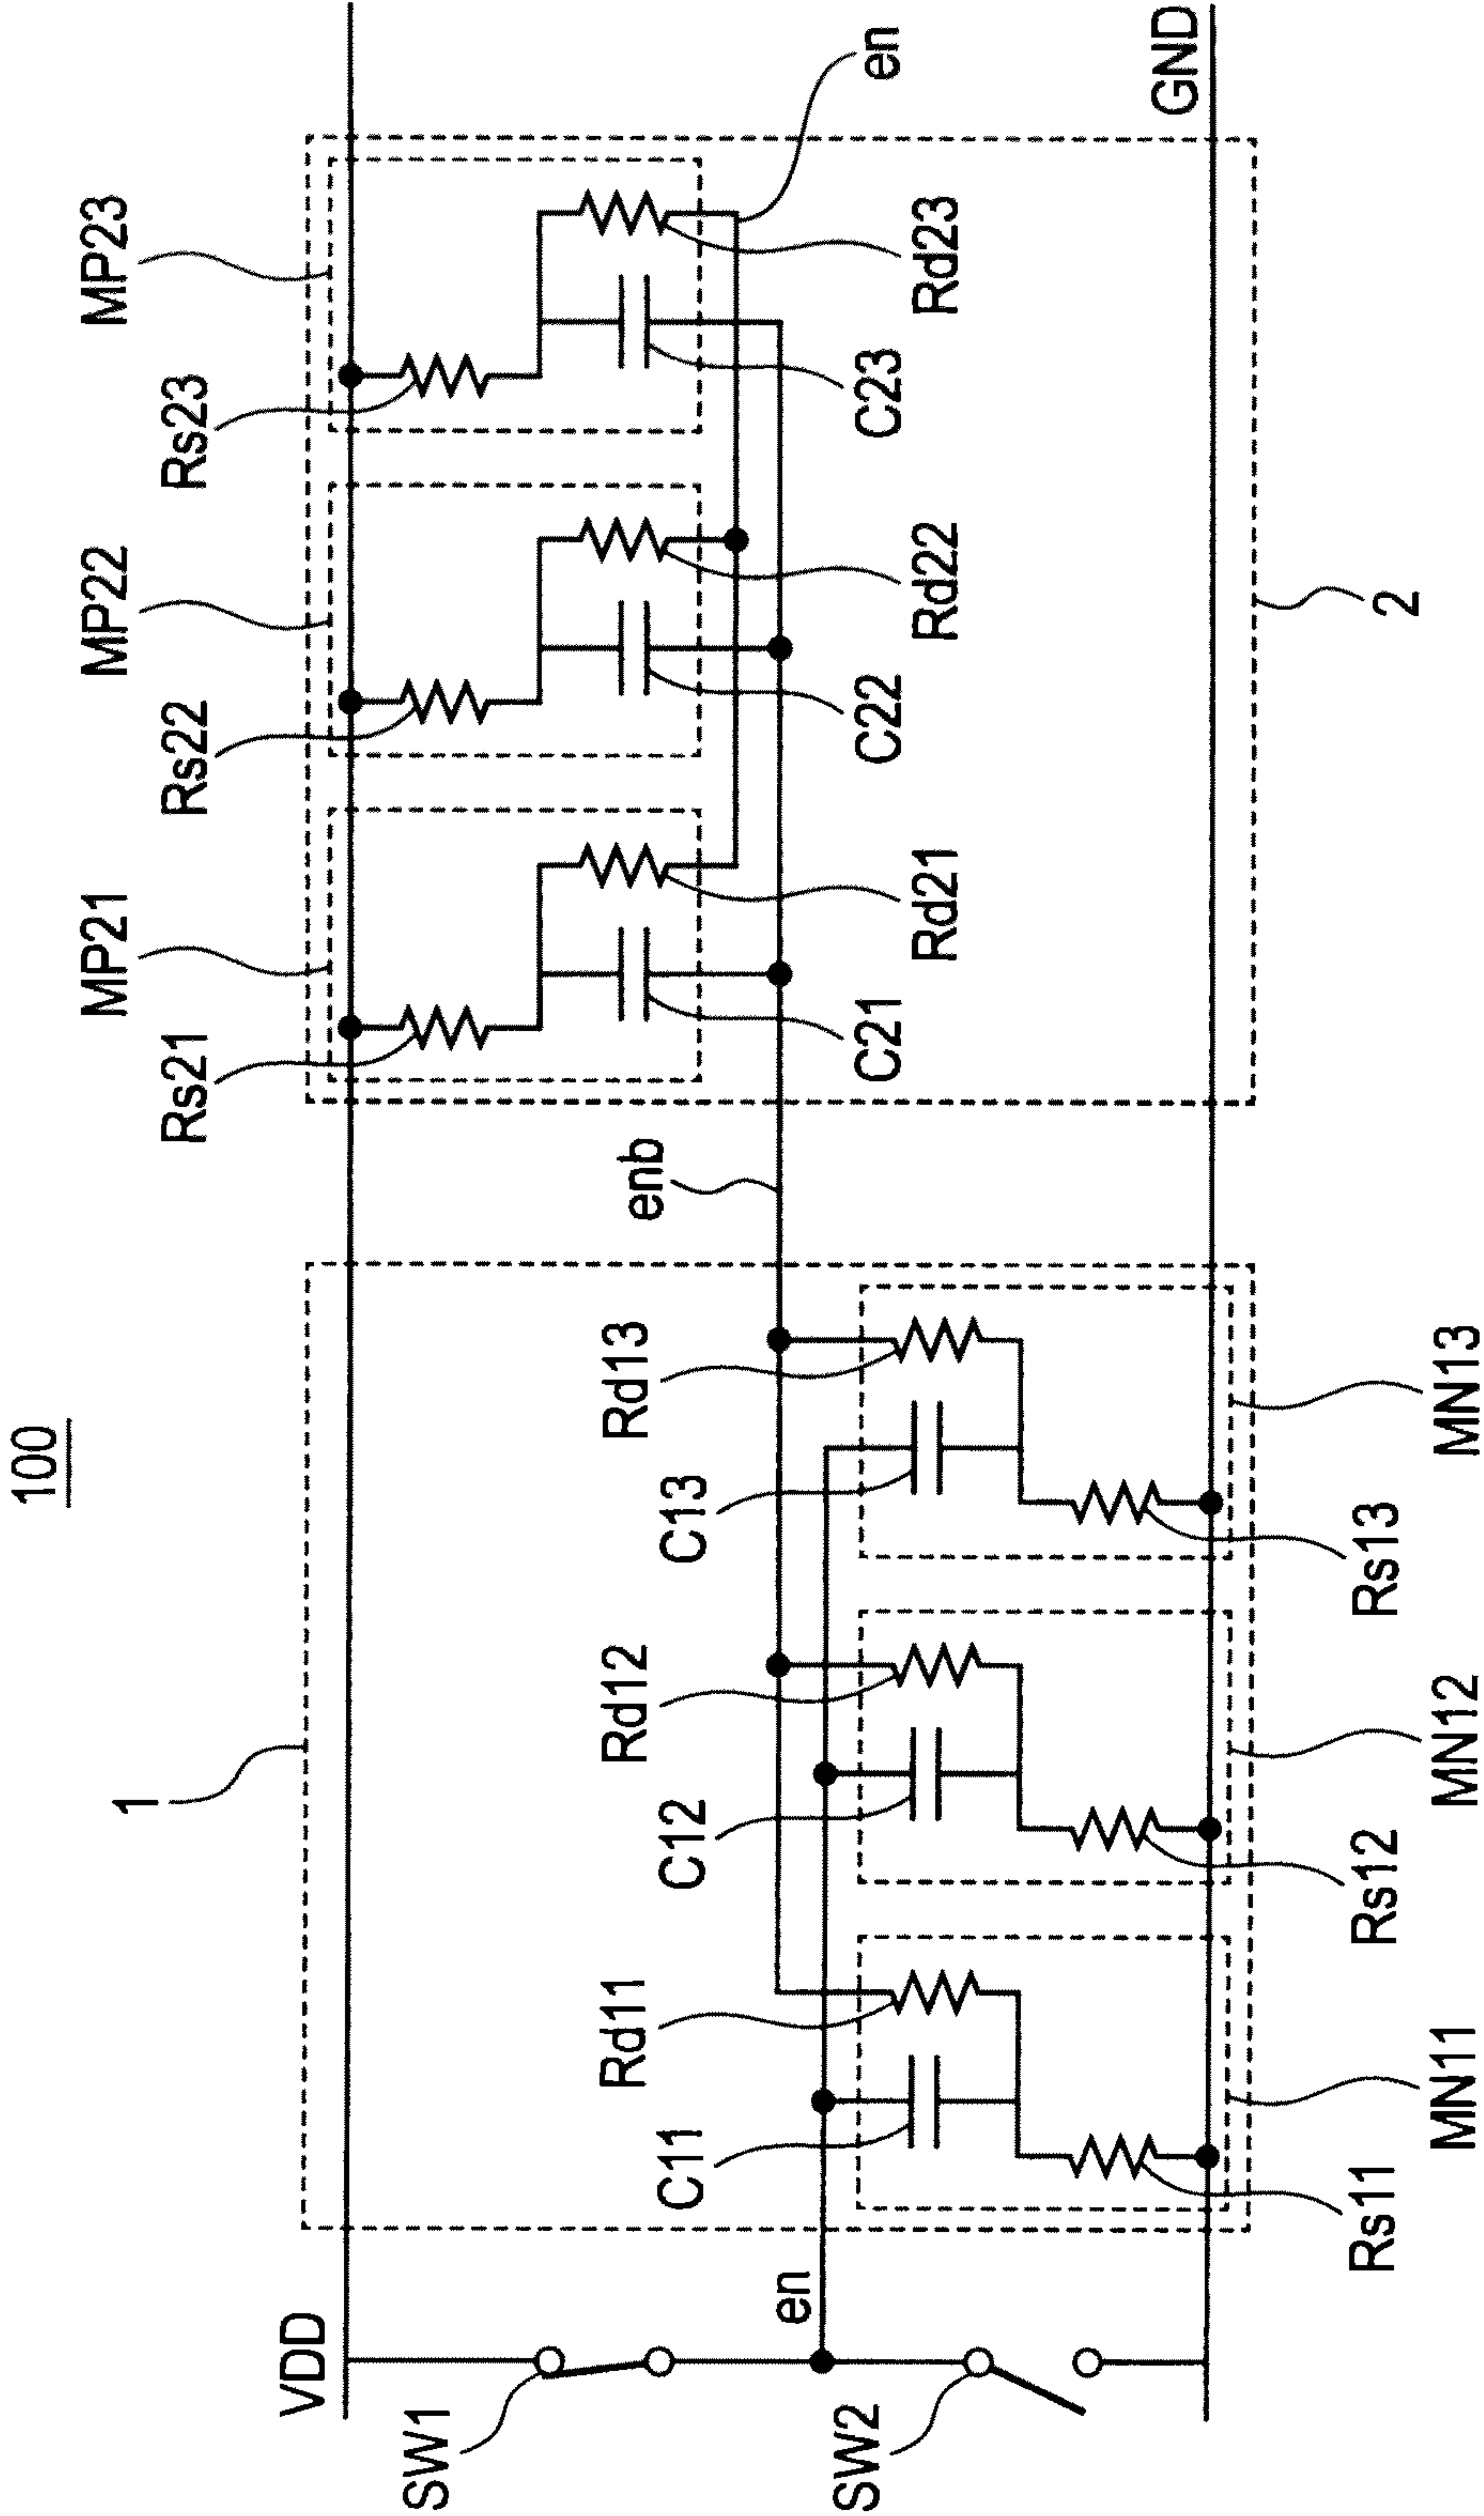 100
1
2
VDD
GND
SW1
SW2
en
enb
en
C11
Rd11
C12
Rd12
C13
Rd13
Rs11
Rs12
Rs13
MN11
MN12
MN13
MP21
MP22
MP23
Rs21
Rs22
Rs23
C21
Rd21
C22
Rd22
C23
Rd23